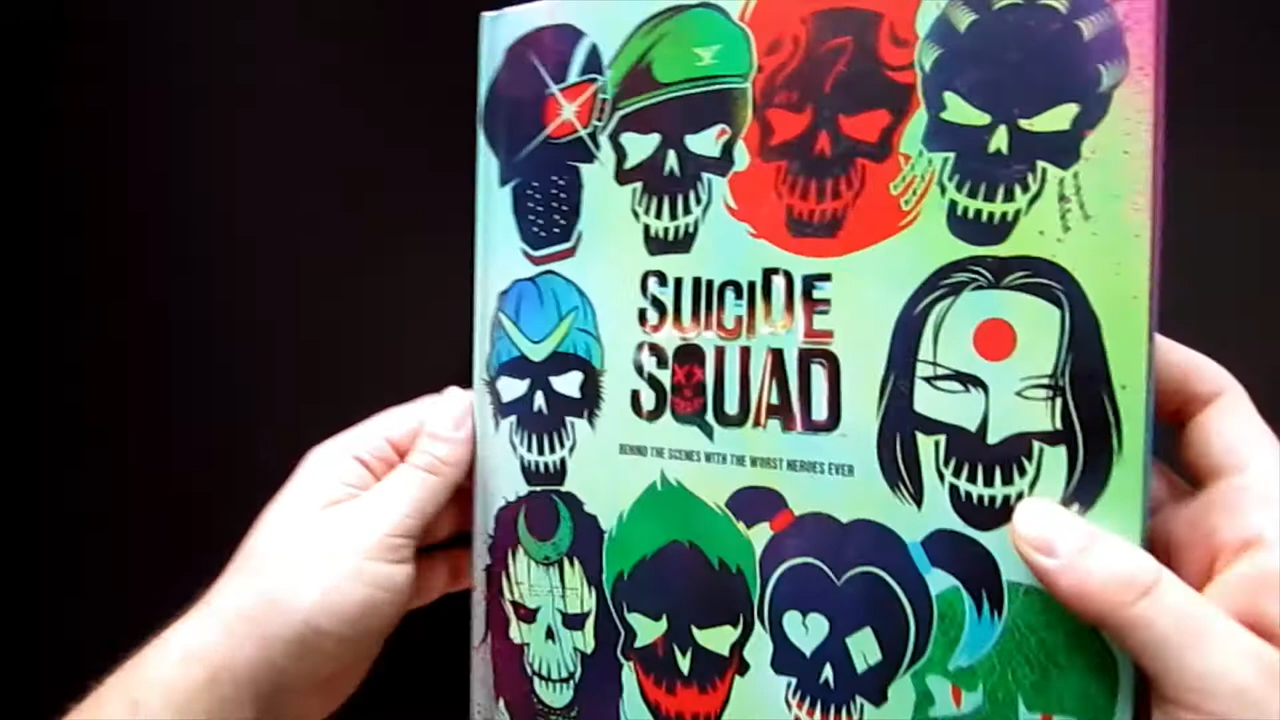 SUICIDE
SQUAD
BEHIND THE SCENES WITH THE WORST HEROES EVER